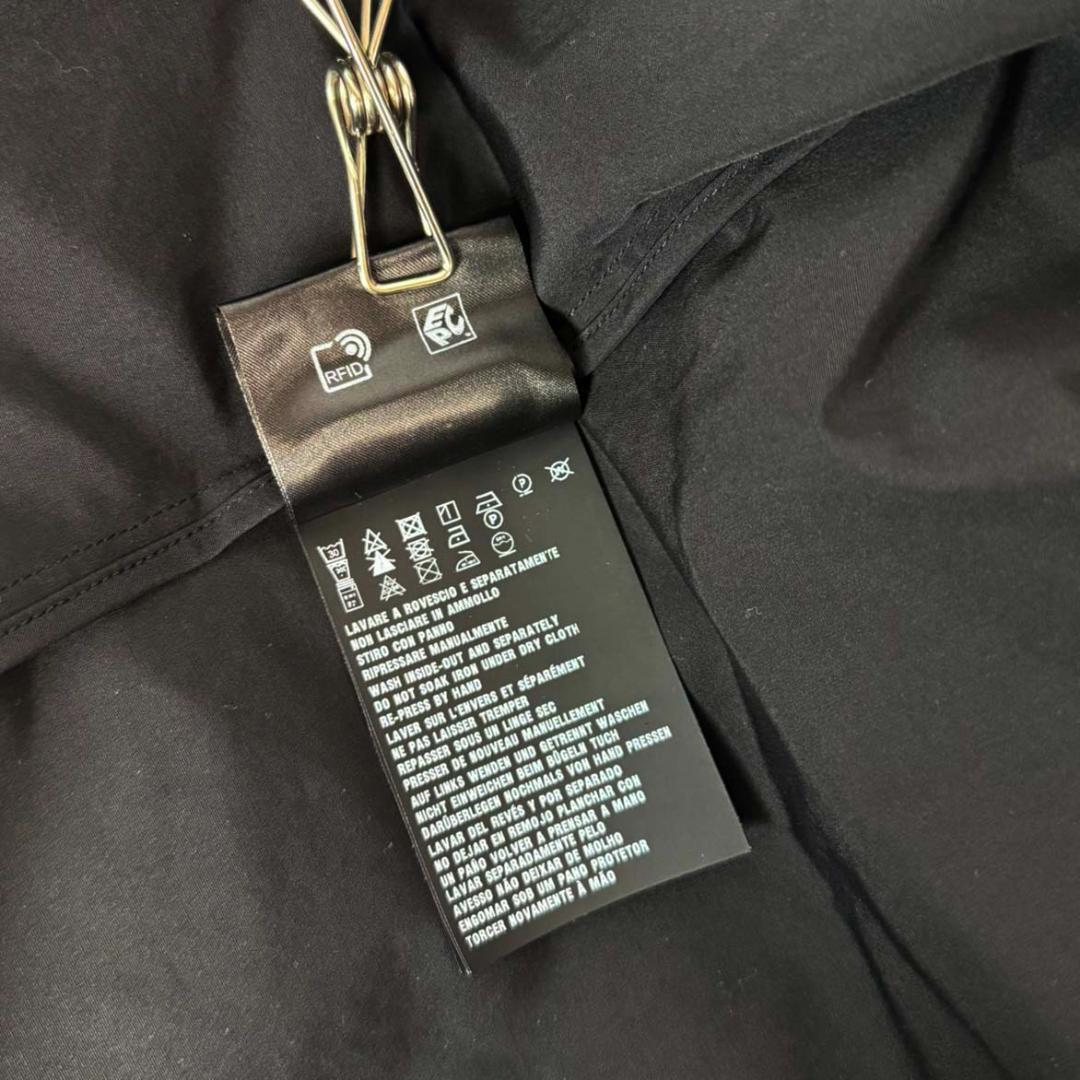 RFID
EPC
30
P
W
P
LAVARE A ROVESCIO E SEPARATAMENTE
NON LASCIARE IN AMMOLLO
STIRO CON PANNO
RIPRESSARE MANUALMENTE
WASH INSIDE-OUT AND SEPARATELY
DO NOT SOAK IRON UNDER DRY CLOTH
RE-PRESS BY HAND
LAVER SUR L'ENVERS ET SÉPARÉMENT
NE PAS LAISSER TREMPER
REPASSER SOUS UN LINGE SEC
PRESSER DE NOUVEAU MANUELLEMENT
AUF LINKS WENDEN UND GETRENNT WASCHEN
NICHT EINWEICHEN BEIM BÜGELN TUCH
DARÜBERLEGEN NOCHMALS VON HAND PRESSEN
LAVAR DEL REVÉS Y POR SEPARADO
NO DEJAR EN REMOJO PLANCHAR CON
UN PAÑO VOLVER A PRENSAR A MANO
LAVAR SEPARADAMENTE PELO
AVESSO NÃO DEIXAR DE MOLHO
ENGOMAR SOB UM PANO PROTETOR
TORCER NOVAMENTE À MÃO